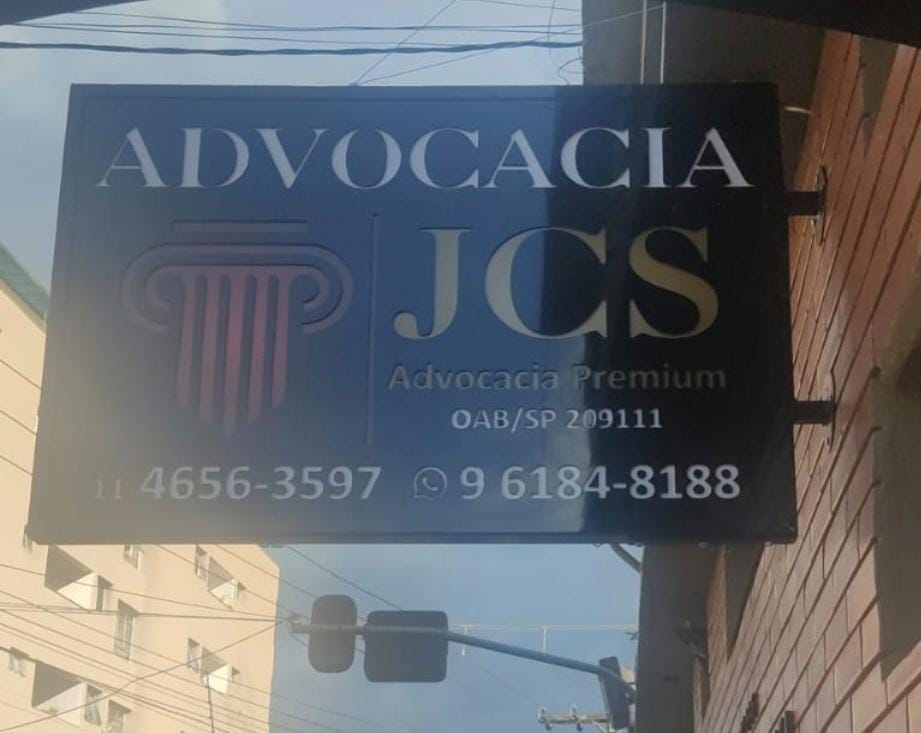 ADVOCACIA
JCS
Advocacia Premium
OAB/SP 209111
11 4656-3597 9 6184-8188